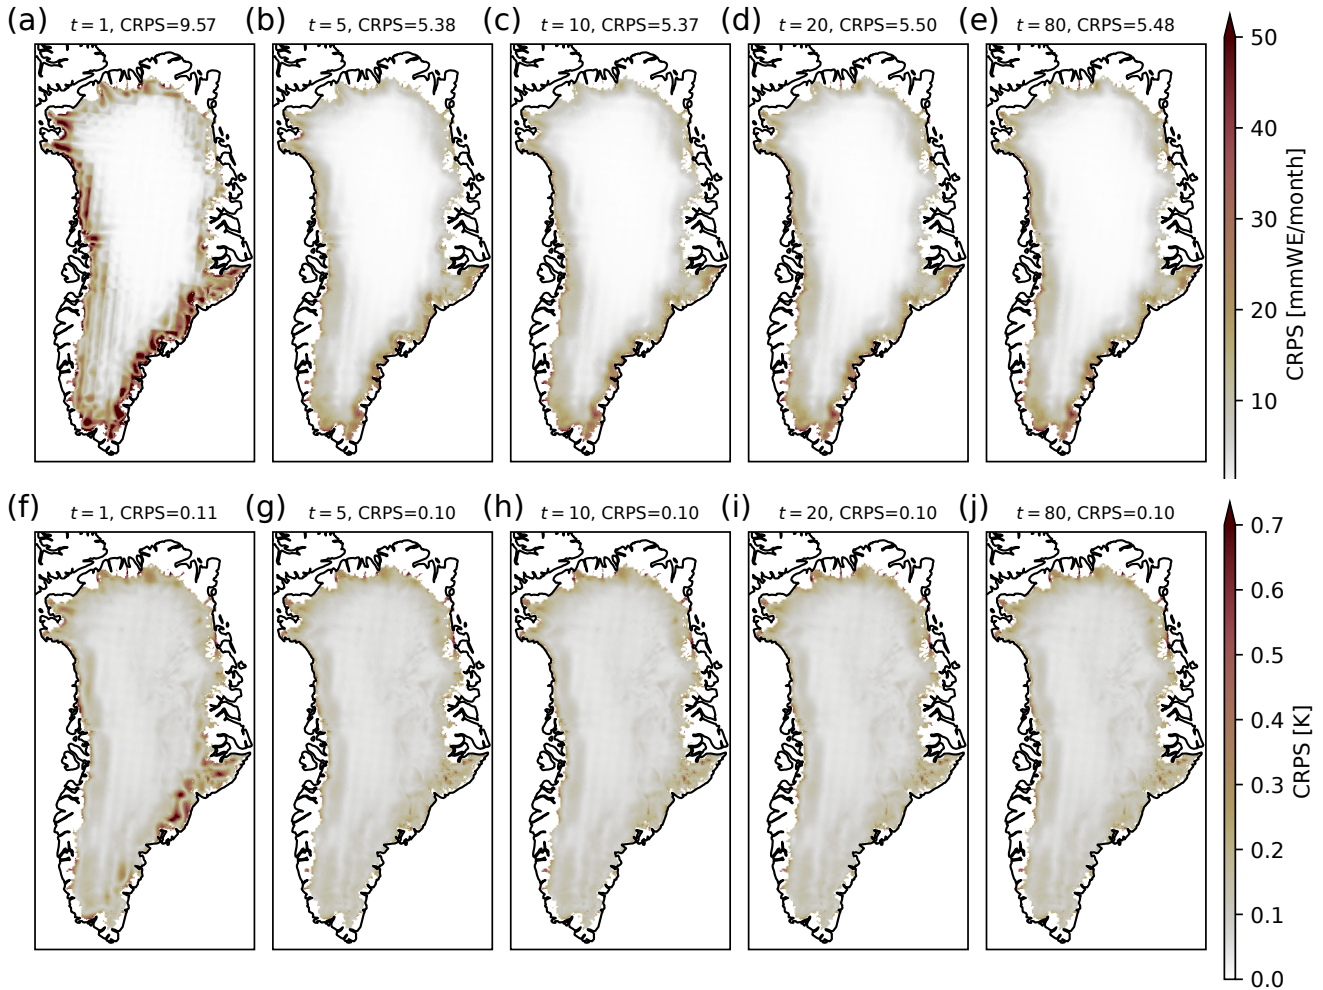 (a) t = 1, CRPS=9.57
(b) t = 5, CRPS=5.38
(c) t = 10, CRPS=5.37
(d) t = 20, CRPS=5.50
(e) t = 80, CRPS=5.48
50
40
30
20
10
CRPS [mmWE/month]
(f) t = 1, CRPS=0.11
(g) t = 5, CRPS=0.10
(h) t = 10, CRPS=0.10
(i) t = 20, CRPS=0.10
(j) t = 80, CRPS=0.10
0.7
0.6
0.5
0.4
0.3
0.2
0.1
0.0
CRPS [K]